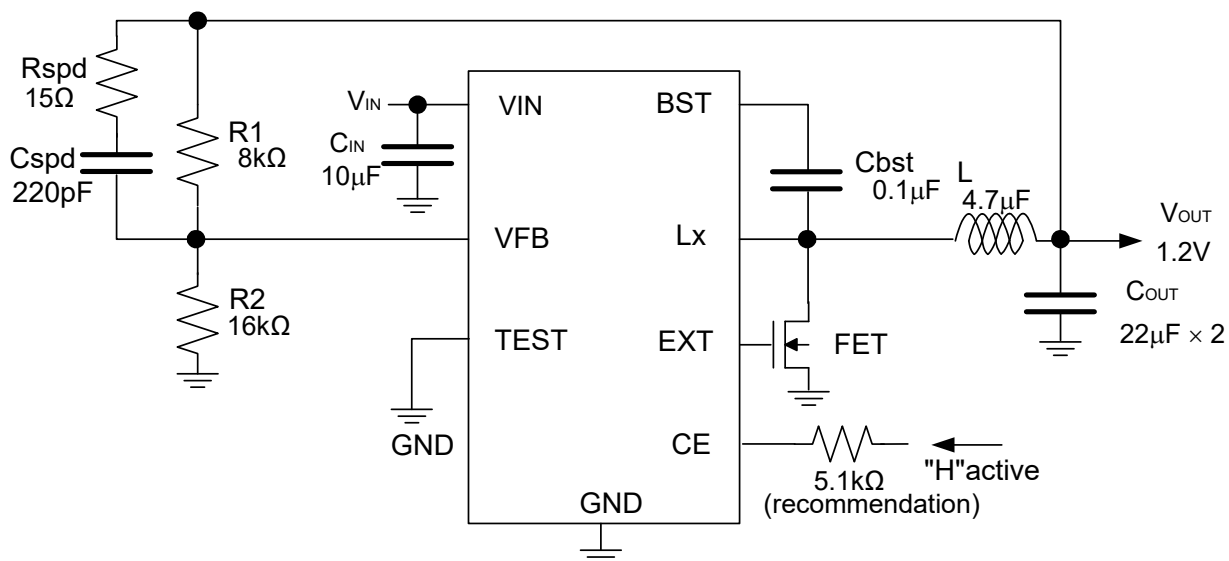 Rspd
15Ω
Cspd
220pF
R1
8kΩ
R2
16kΩ
VIN
CIN
10μF
VIN
VFB
TEST
GND
GND
BST
Lx
EXT
CE
Cbst
0.1μF
L
4.7μF
VOUT
1.2V
COUT
22μF × 2
FET
5.1kΩ
(recommendation)
"H"active